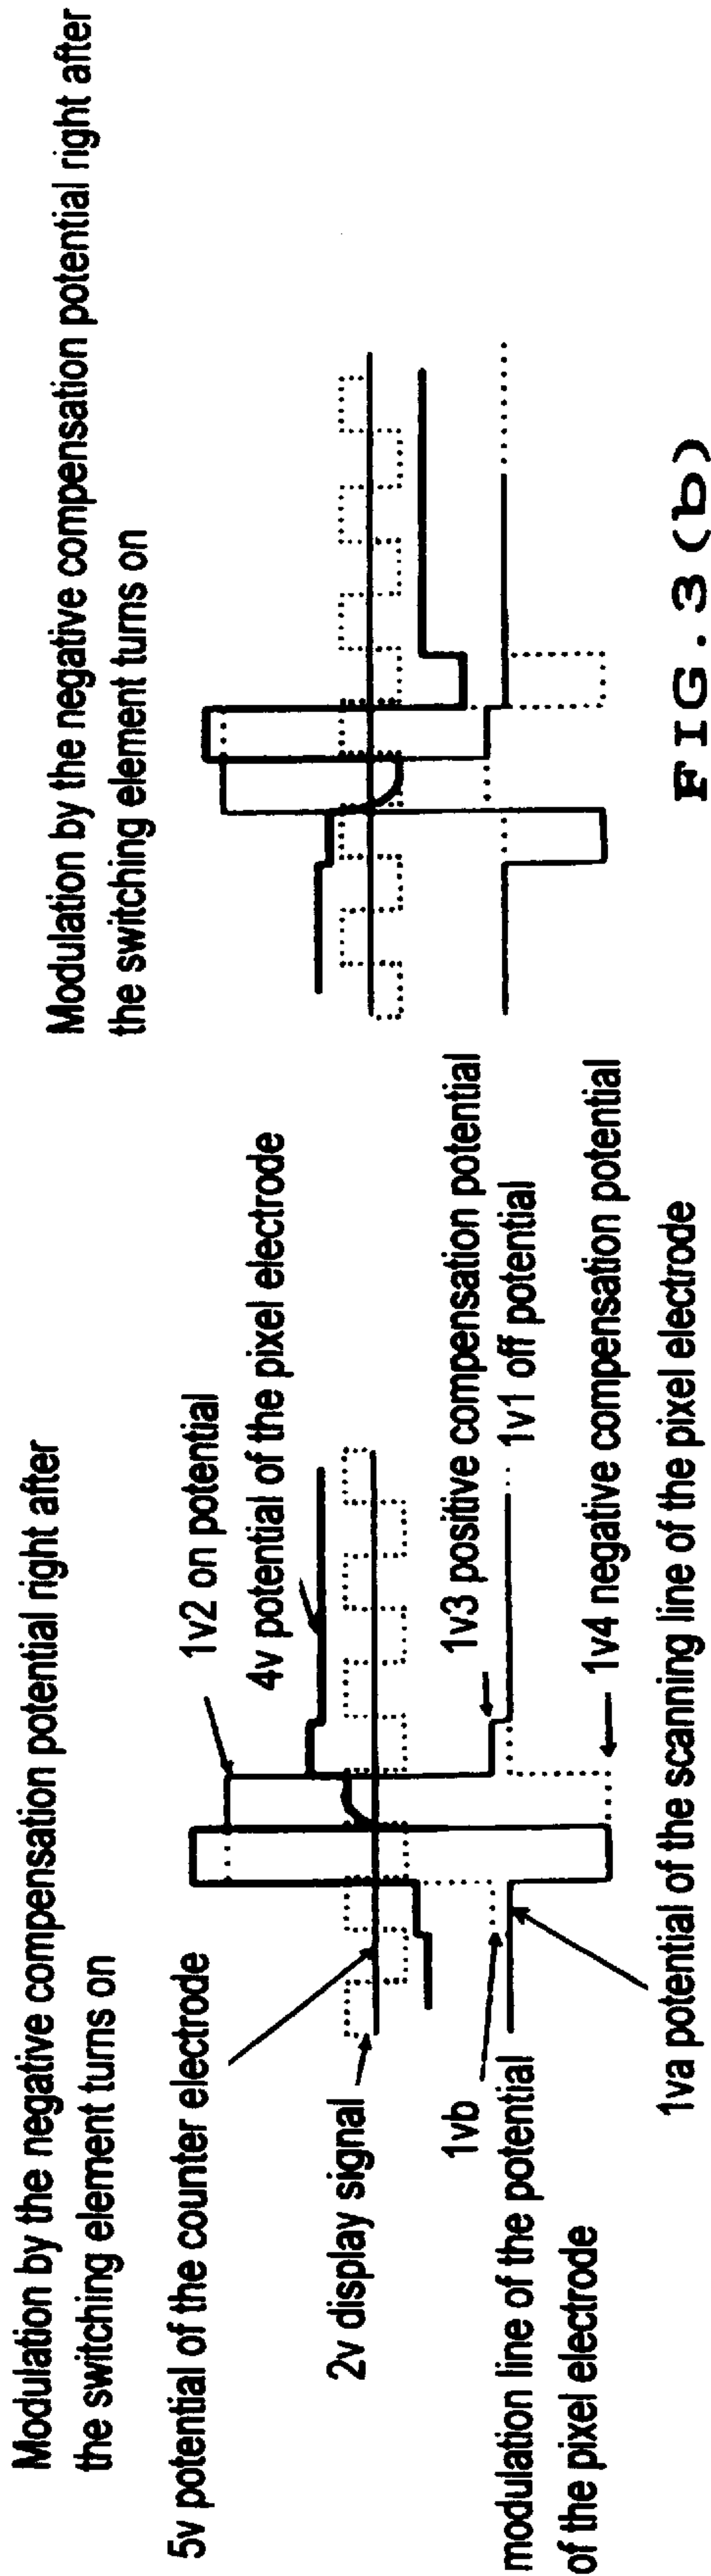 Modulation by the negative compensation potential right after
the switching element turns on
5v potential of the counter electrode
2v display signal
1vb
modulation line of the potential
of the pixel electrode
1v2 on potential
4v potential of the pixel electrode
1v3 positive compensation potential
1v1 off potential
1v4 negative compensation potential
1va potential of the scanning line of the pixel electrode
Modulation by the negative compensation potential right after
the switching element turns on
FIG. 3(b)